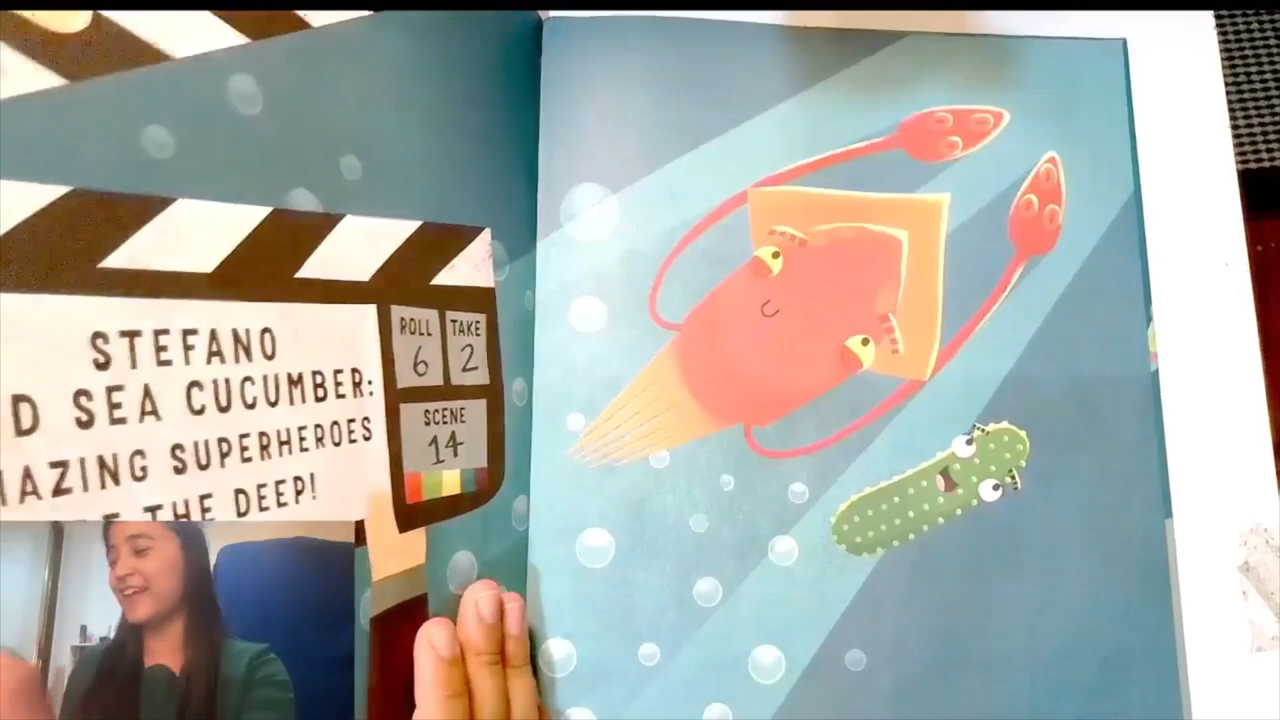 STEFANO
D SEA CUCUMBER:
AZING SUPERHEROES
THE DEEP!
ROLL
6
TAKE
2
SCENE
14